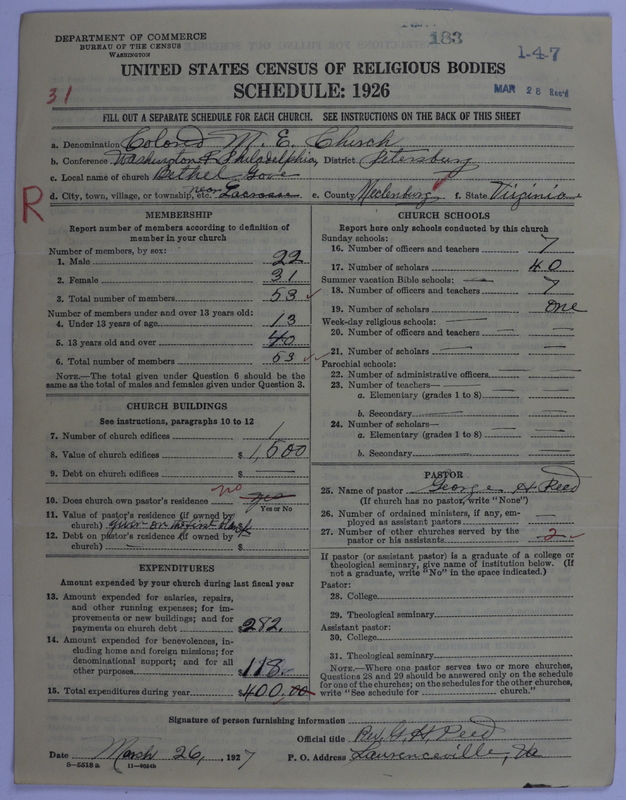 183
DEPARTMENT OF COMMERCE
BUREAU OF THE CENSUS
WASHINGTON
1-4-7
UNITED STATES CENSUS OF RELIGIOUS BODIES
31
SCHEDULE: 1926
MAR 28 Rec'd
FILL OUT A SEPARATE SCHEDULE FOR EACH CHURCH. SEE INSTRUCTIONS ON THE BACK OF THIS SHEET
a. Denomination Colored M. E. Church
b. Conference Washington & Philadelphia, District Petersburg
c. Local name of church Bethel Gove
R
d. City, town, village, or township, etc. near Lacrosse e. County Mecklenburg f. State Virginia
MEMBERSHIP
Report number of members according to definition of member in your church
Number of members, by sex:
1. Male 22
2. Female 31
3. Total number of members 53
Number of members under and over 13 years old:
4. Under 13 years of age 13
5. 13 years old and over 40
6. Total number of members 53
NOTE.—The total given under Question 6 should be the
same as the total of males and females given under Question 3.
CHURCH BUILDINGS
See instructions, paragraphs 10 to 12
7. Number of church edifices 1
8. Value of church edifices $1,500
9. Debt on church edifices $
10. Does church own pastor's residence no yes
Yes or No
11. Value of pastor's residence (if owned by
church)
12. Debt on pastor's residence (if owned by
church) $
EXPENDITURES
Amount expended by your church during last fiscal year
13. Amount expended for salaries, repairs,
and other running expenses; for im-
provements or new buildings; and for
payments on church debt $282.
14. Amount expended for benevolences, in-
cluding home and foreign missions; for
denominational support; and for all
other purposes $118.
15. Total expenditures during year $400.00
CHURCH SCHOOLS
Report here only schools conducted by this church
Sunday schools:
16. Number of officers and teachers 7
17. Number of scholars 40
Summer vacation Bible schools:
18. Number of officers and teachers 7
19. Number of scholars one
Week-day religious schools:
20. Number of officers and teachers
21. Number of scholars
Parochial schools:
22. Number of administrative officers
23. Number of teachers—
a. Elementary (grades 1 to 8)
b. Secondary
24. Number of scholars—
a. Elementary (grades 1 to 8)
b. Secondary
PASTOR
25. Name of pastor George H. Reed
(If church has no pastor, write "None")
26. Number of ordained ministers, if any, em-
ployed as assistant pastors
27. Number of other churches served by the
pastor or his assistants 2
If pastor (or assistant pastor) is a graduate of a college or
theological seminary, give name of institution below. (If
not a graduate, write "No" in the space indicated.)
Pastor:
28. College
29. Theological seminary
Assistant pastor:
30. College
31. Theological seminary
NOTE.—Where one pastor serves two or more churches,
Questions 28 and 29 should be answered only on the schedule
for one of the churches; on the schedules for the other churches,
write "See schedule for ____ church."
Signature of person furnishing information
Official title Rev. G. H. Reed
Date March 26, 1927 P. O. Address Lawrenceville, Va